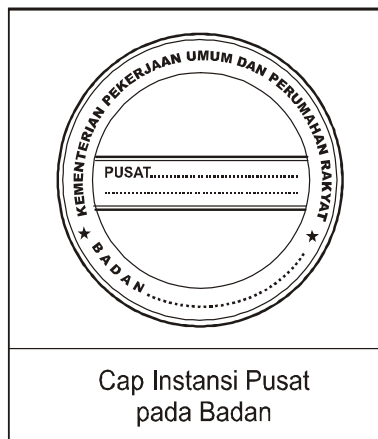 KEMENTERIAN PEKERJAAN UMUM DAN PERUMAHAN RAKYAT
PUSAT..............................
..............................
★ BADAN.............................. ★
Cap Instansi Pusat
pada Badan